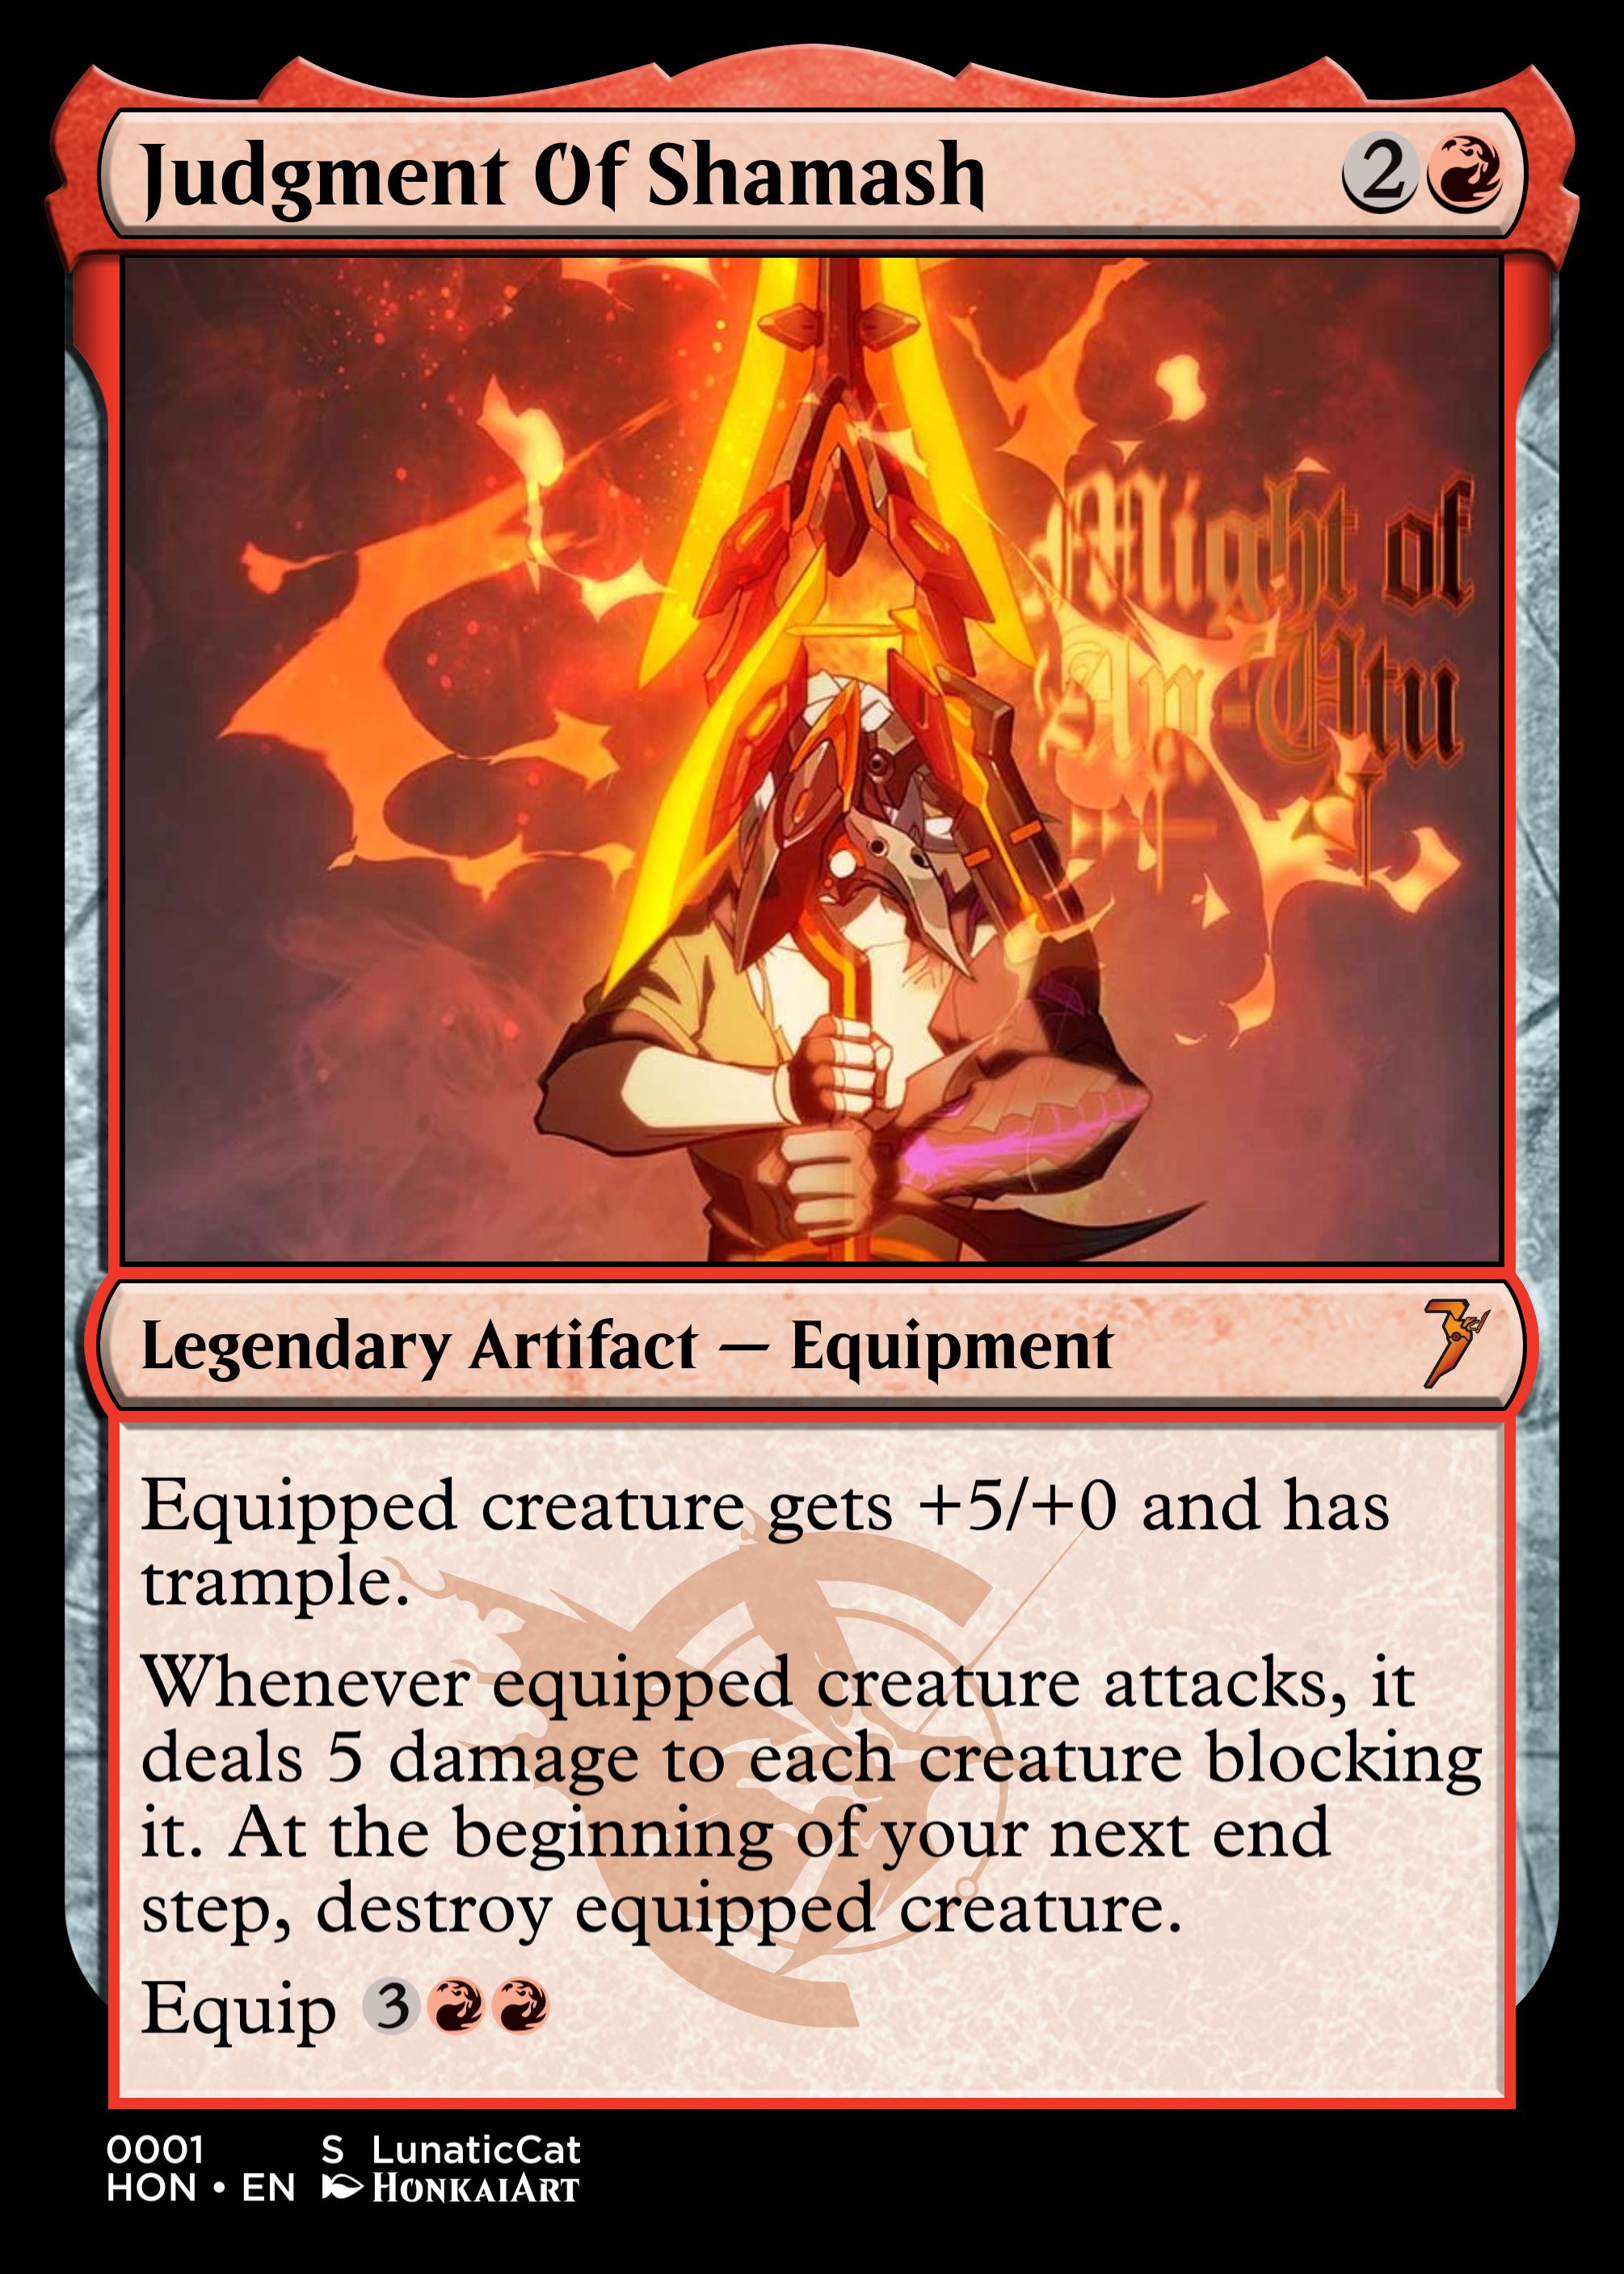 Judgment Of Shamash 2
Might of
An-Utu
Legendary Artifact — Equipment
Equipped creature gets +5/+0 and has
trample.
Whenever equipped creature attacks, it
deals 5 damage to each creature blocking
it. At the beginning of your next end
step, destroy equipped creature.
Equip 3
0001 S LunaticCat
HON • EN HonkaiArt